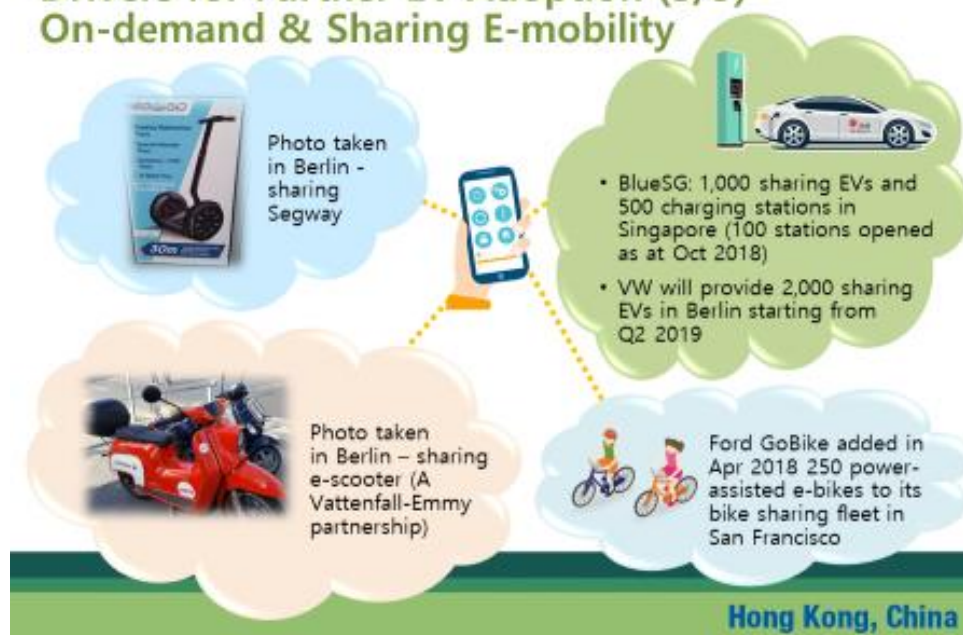 On-demand & Sharing E-mobility
Photo taken
in Berlin -
sharing
Segway
• BlueSG: 1,000 sharing EVs and
500 charging stations in
Singapore (100 stations opened
as at Oct 2018)
• VW will provide 2,000 sharing
EVs in Berlin starting from
Q2 2019
30m
Photo taken
in Berlin – sharing
e-scooter (A
Vattenfall-Emmy
partnership)
Ford GoBike added in
Apr 2018 250 power-
assisted e-bikes to its
bike sharing fleet in
San Francisco
Hong Kong, China